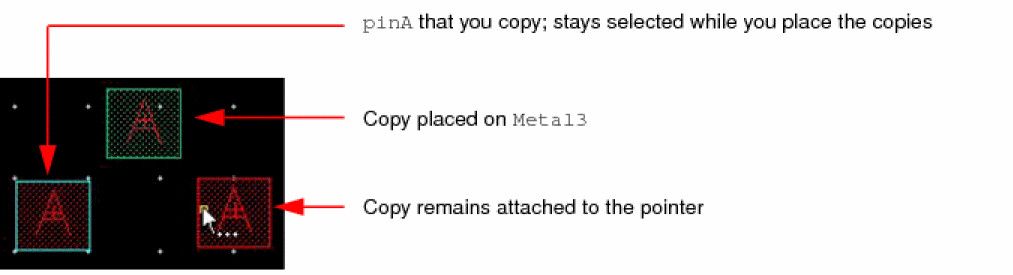 pinA that you copy; stays selected while you place the copies
A
Copy placed on Metal3
A
A
Copy remains attached to the pointer